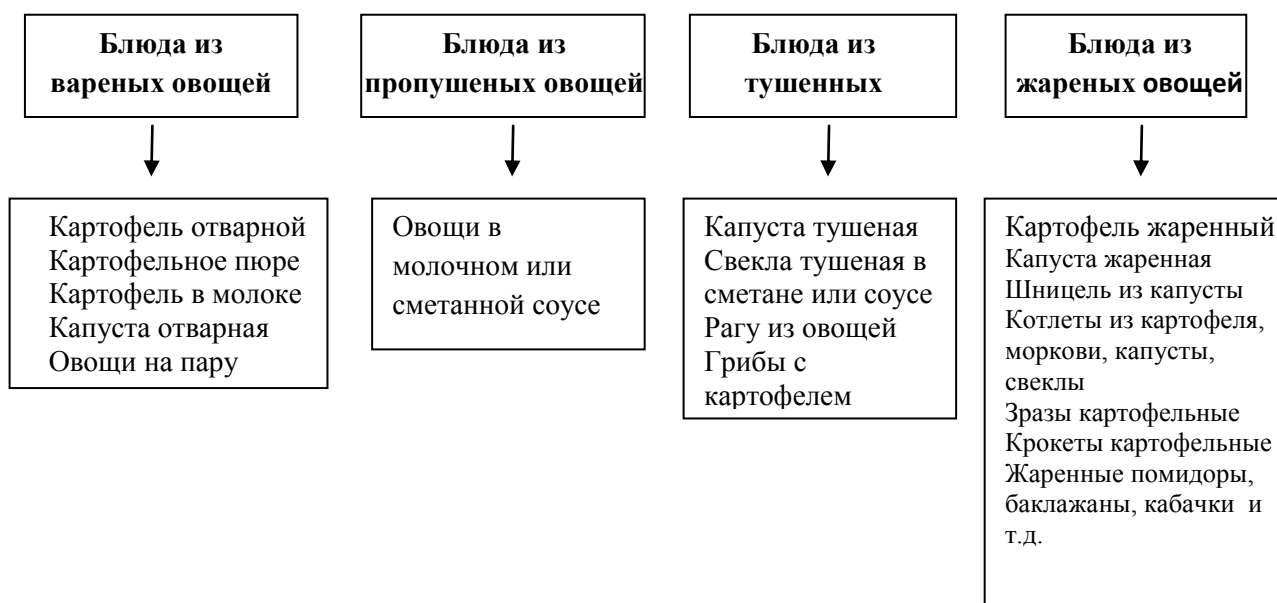 Блюда из
вареных овощей
Блюда из
пропушеных овощей
Блюда из
тушенных
Блюда из
жареных овощей
Картофель отварной
Картофельное пюре
Картофель в молоке
Капуста отварная
Овощи на пару
Овощи в
молочном или
сметанной соусе
Капуста тушеная
Свекла тушеная в
сметане или соусе
Рагу из овощей
Грибы с
картофелем
Картофель жаренный
Капуста жаренная
Шницель из капусты
Котлеты из картофеля,
моркови, капусты,
свеклы
Зразы картофельные
Крокеты картофельные
Жаренные помидоры,
баклажаны, кабачки и
т.д.